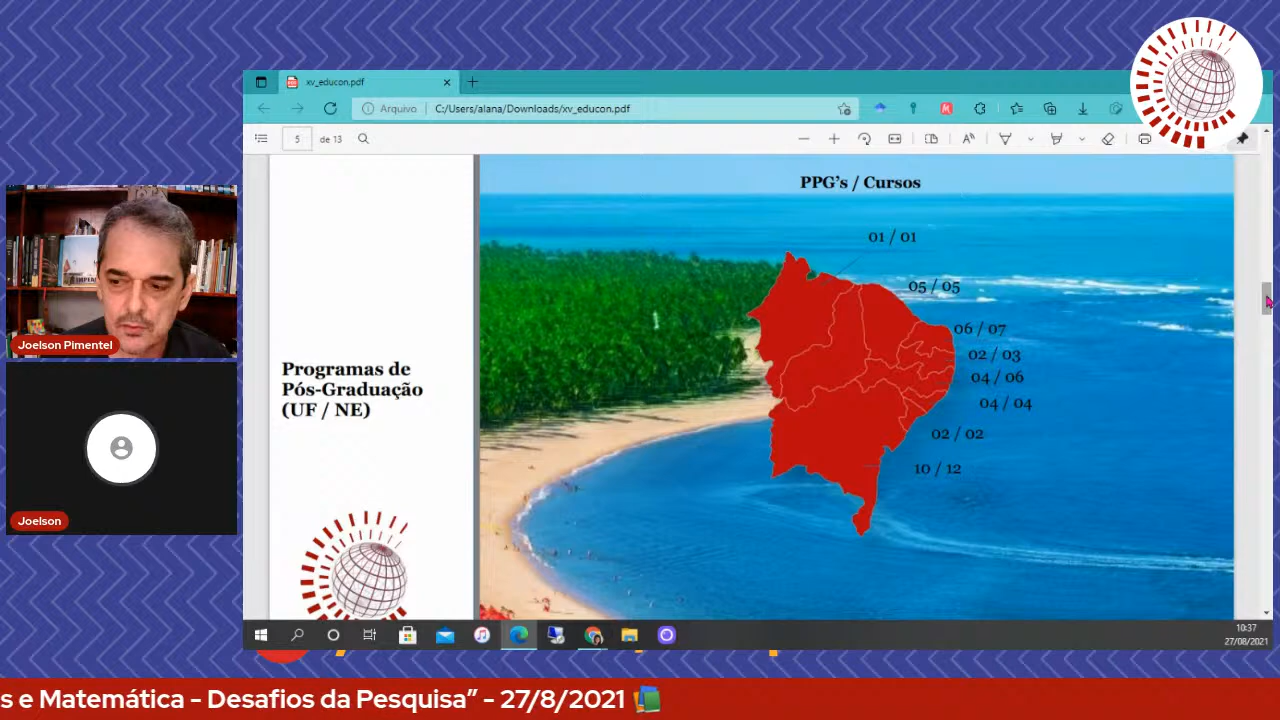 xv_educon.pdf
Arquivo
C:/Users/alana/Downloads/xv_educon.pdf
5
de 13
PPG's / Cursos
01 / 01
05 / 05
06 / 07
02 / 03
04 / 06
04 / 04
02 / 02
10 / 12
Programas de
Pós-Graduação
(UF / NE)
Joelson Pimentel
Joelson
10:37
27/08/2021
s e Matemática - Desafios da Pesquisa” - 27/8/2021